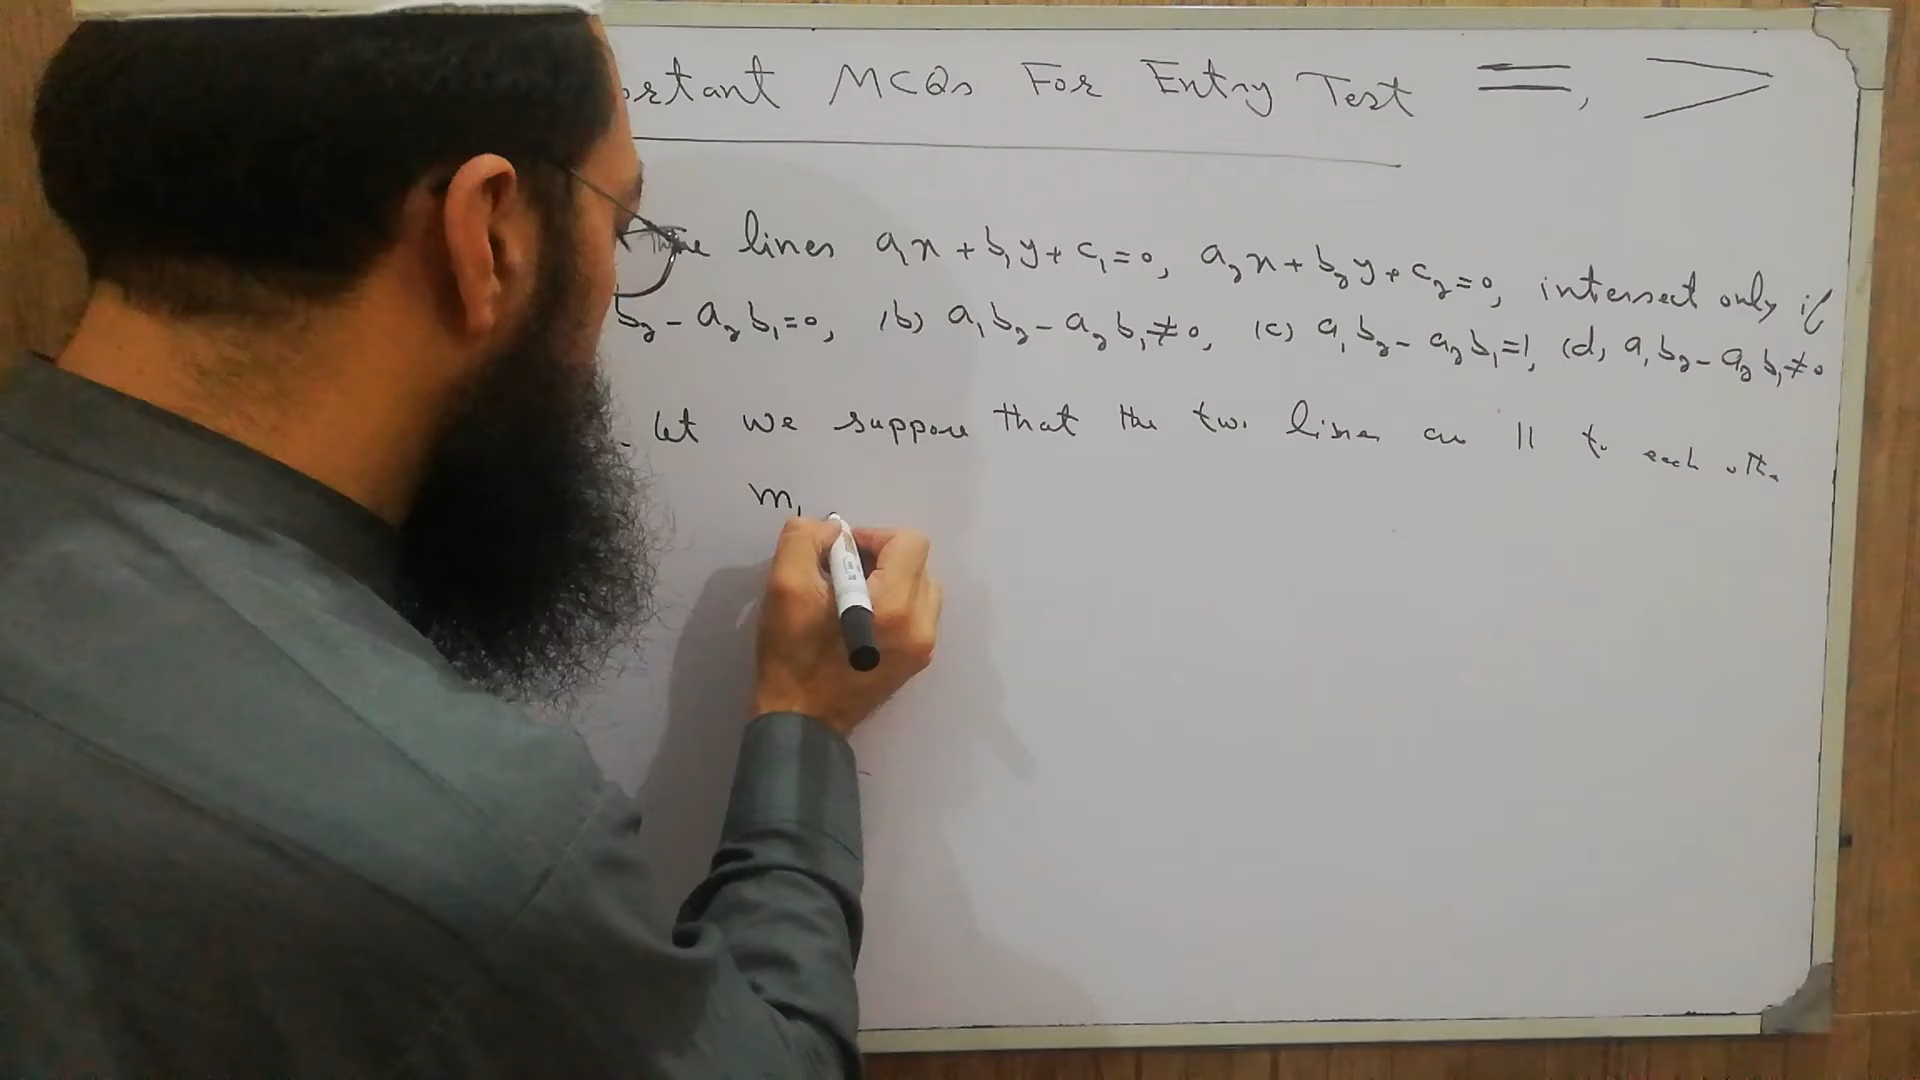 rtant MCQs For Entry Test =, >
lines a₁x + b₁y + c₁ = 0, a₂x + b₂y + c₂ = 0, intersect only if
b₂ - a₂b₁ = 0, (b) a₁b₂ - a₂b₁ ≠ 0, (c) a₁b₂ - a₂b₁ = 1, (d) a₁b₂ - a₂b₁ ≠ 0
Let we suppose that the two lines are || to each other
m₁